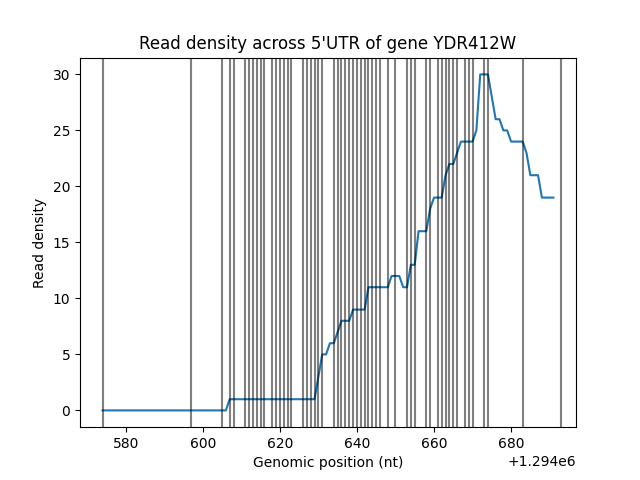 Read density across 5'UTR of gene YDR412W
30
25
20
15
10
5
0
Read density
580 600 620 640 660 680
Genomic position (nt)
+1.294e6